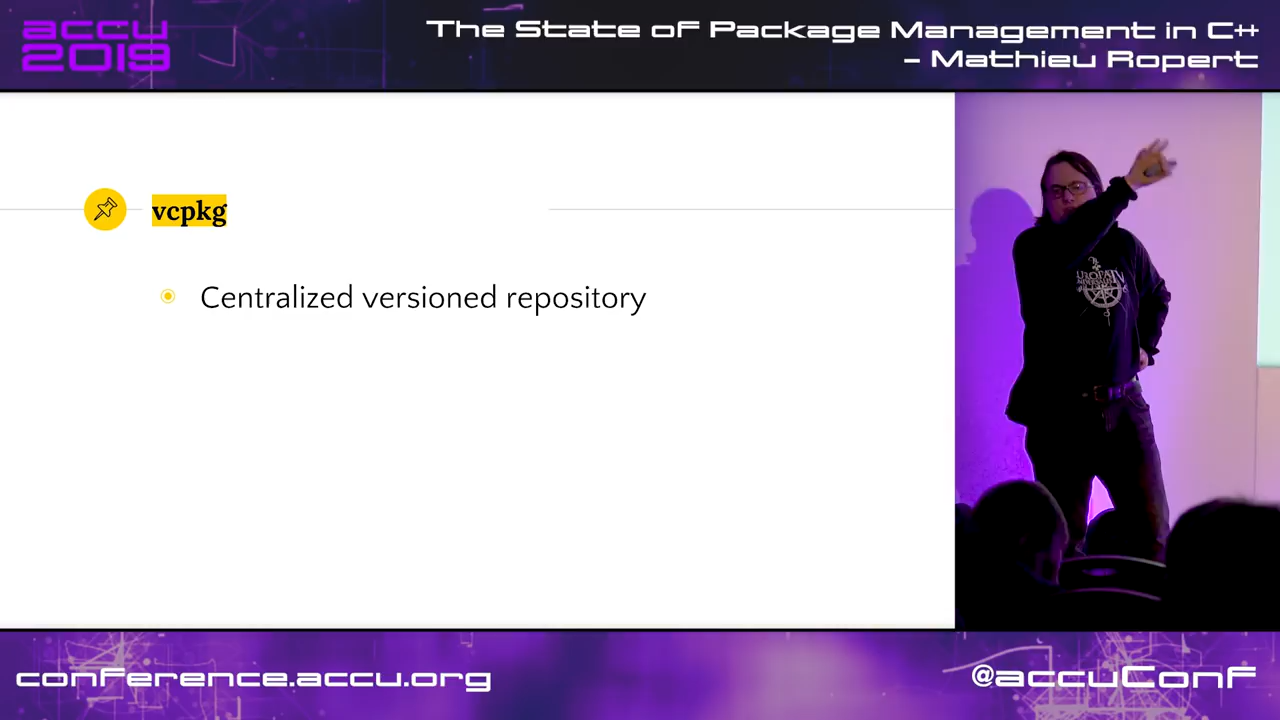 accu
2019
The State of Package Management in C++
- Mathieu Ropert
vcpkg
Centralized versioned repository
conference.accu.org
@accuConf